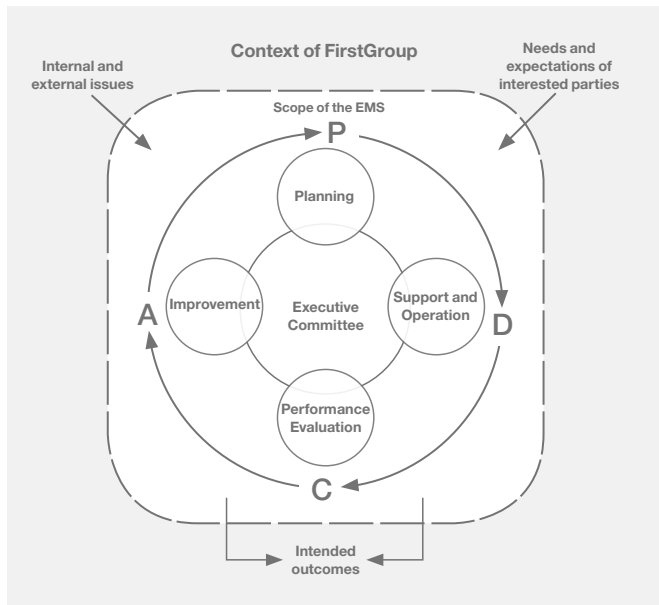 Context of FirstGroup
Internal and
external issues
Needs and
expectations of
interested parties
Scope of the EMS
P
Planning
A
Improvement
Executive
Committee
Support and
Operation
D
Performance
Evaluation
C
Intended
outcomes